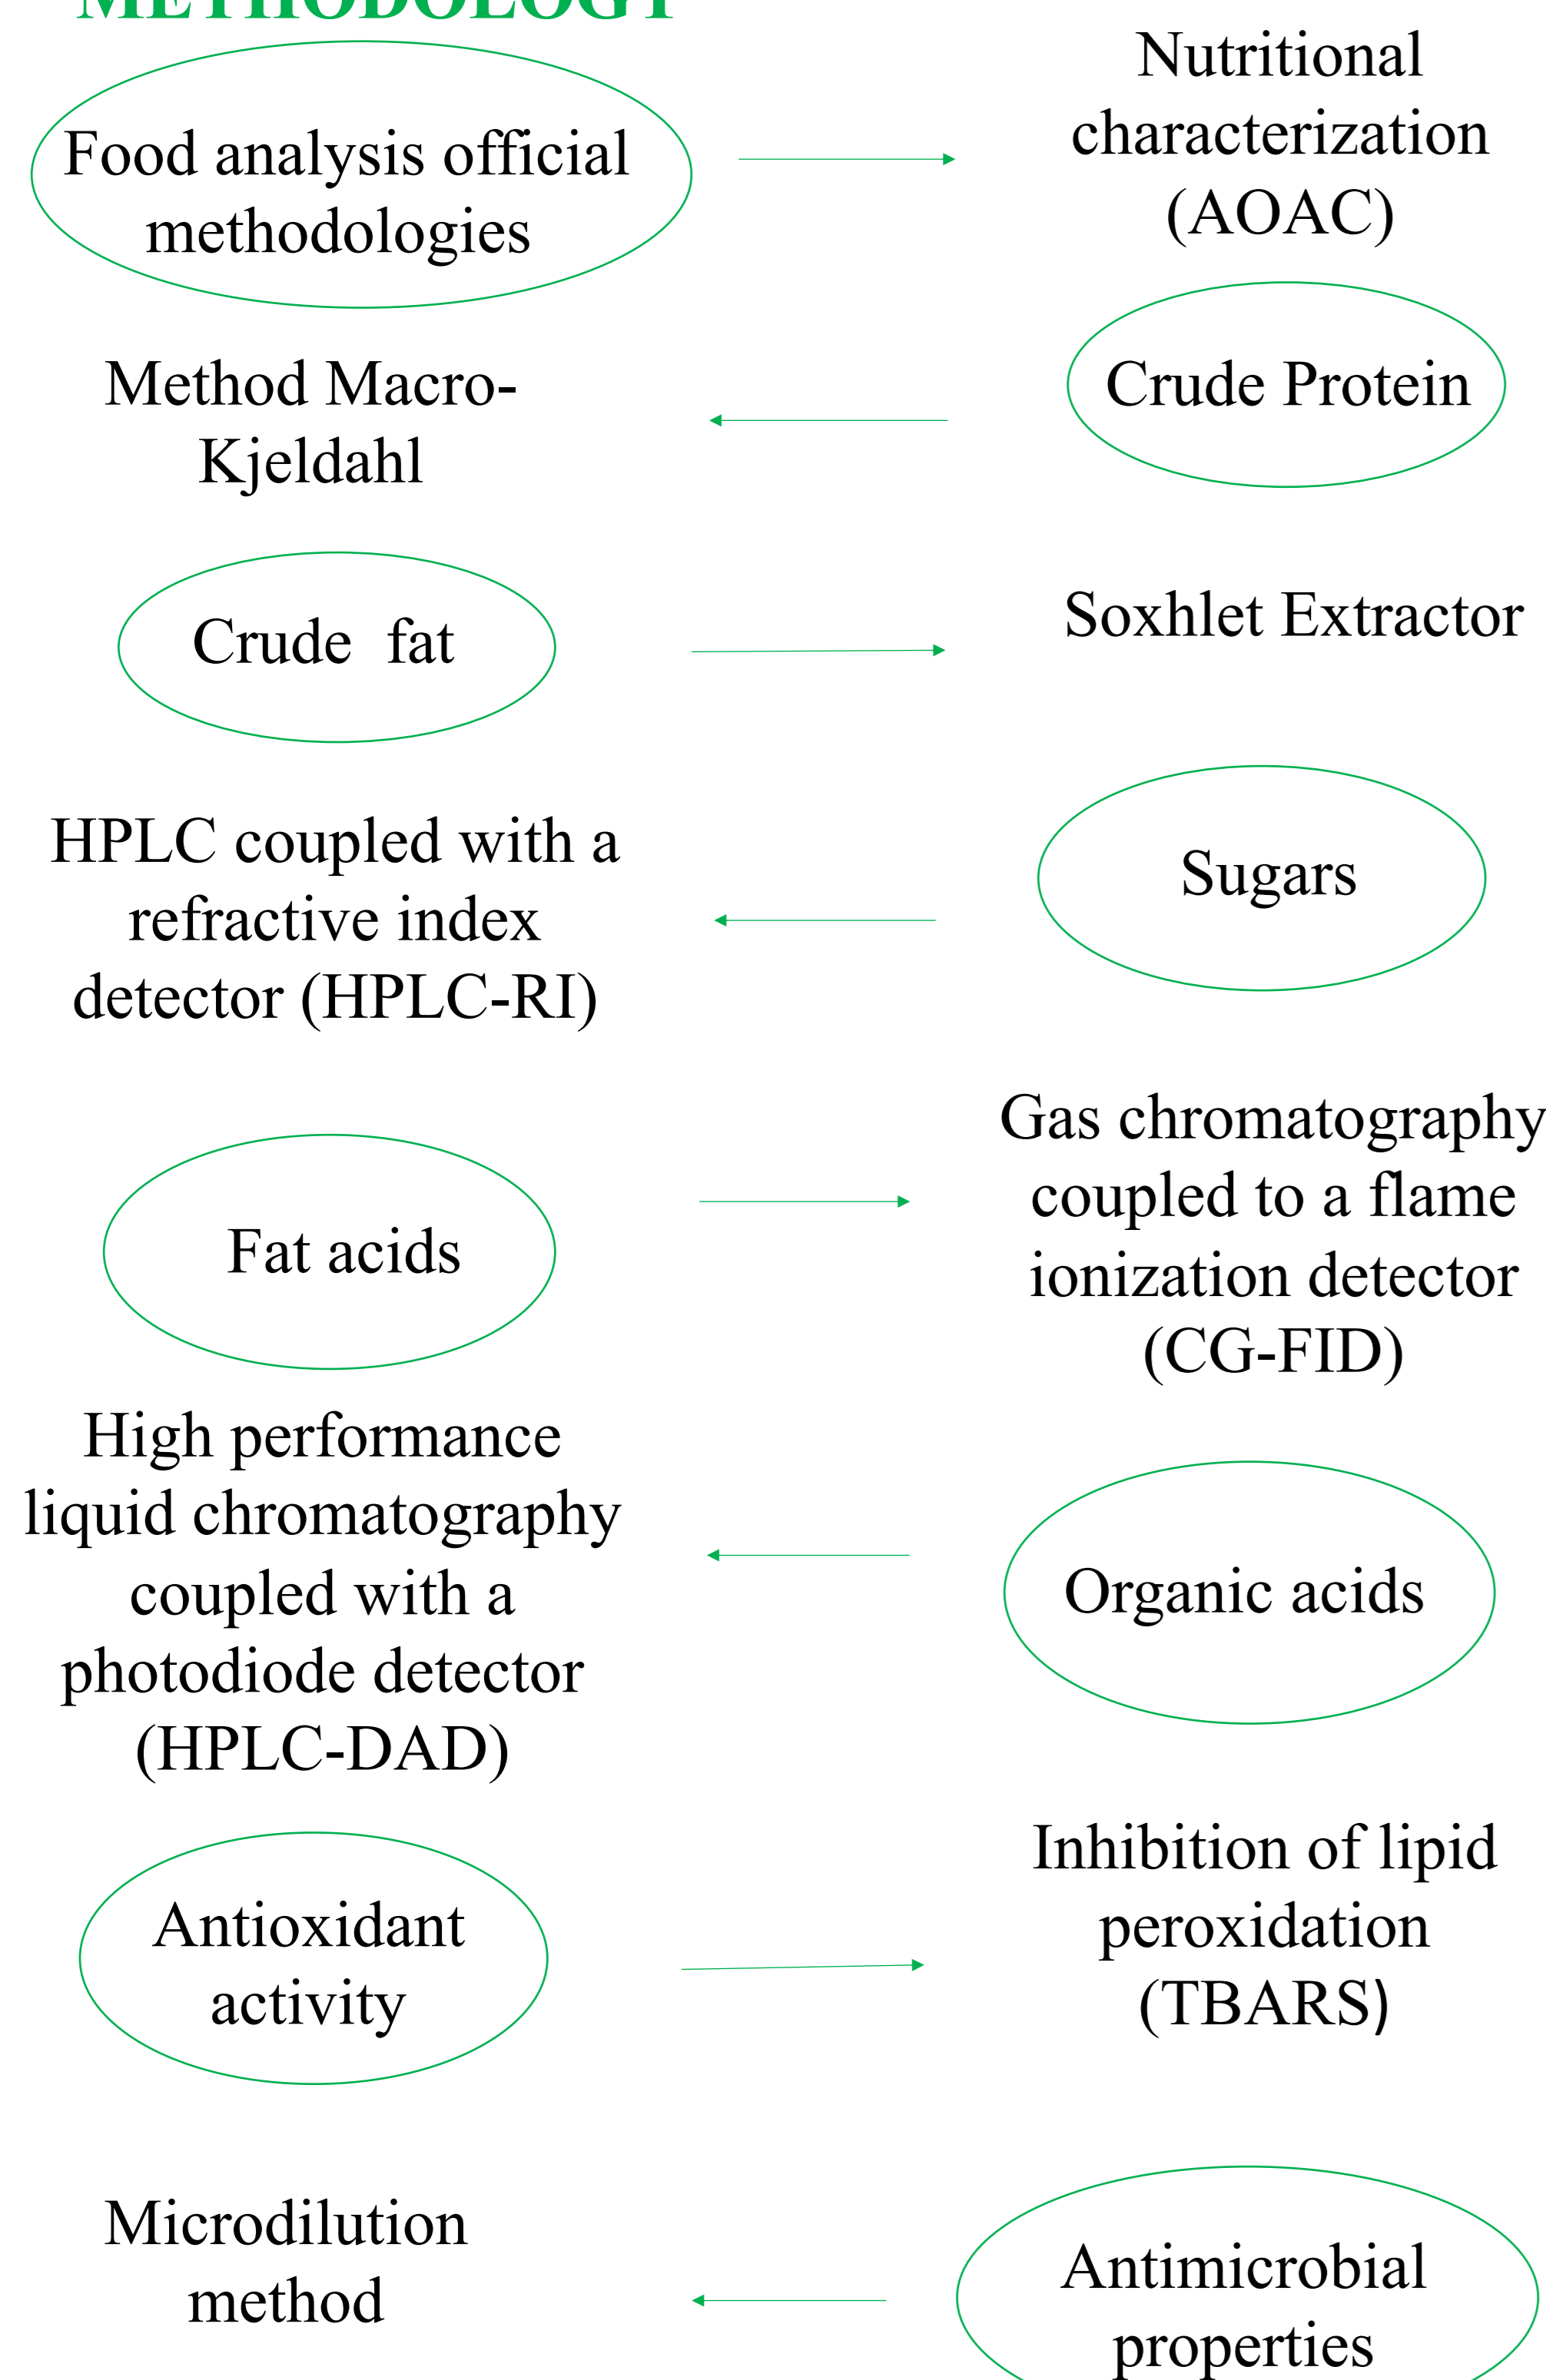 METHODOLOGY
Food analysis official
methodologies
Nutritional
characterization
(AOAC)
Method Macro-
Kjeldahl
Crude Protein
Crude  fat
Soxhlet Extractor
HPLC coupled with a
refractive index
detector (HPLC-RI)
Sugars
Fat acids
Gas chromatography
coupled to a flame
ionization detector
(CG-FID)
High performance
liquid chromatography
coupled with a
photodiode detector
(HPLC-DAD)
Organic acids
Antioxidant
activity
Inhibition of lipid
peroxidation
(TBARS)
Microdilution
method
Antimicrobial
properties